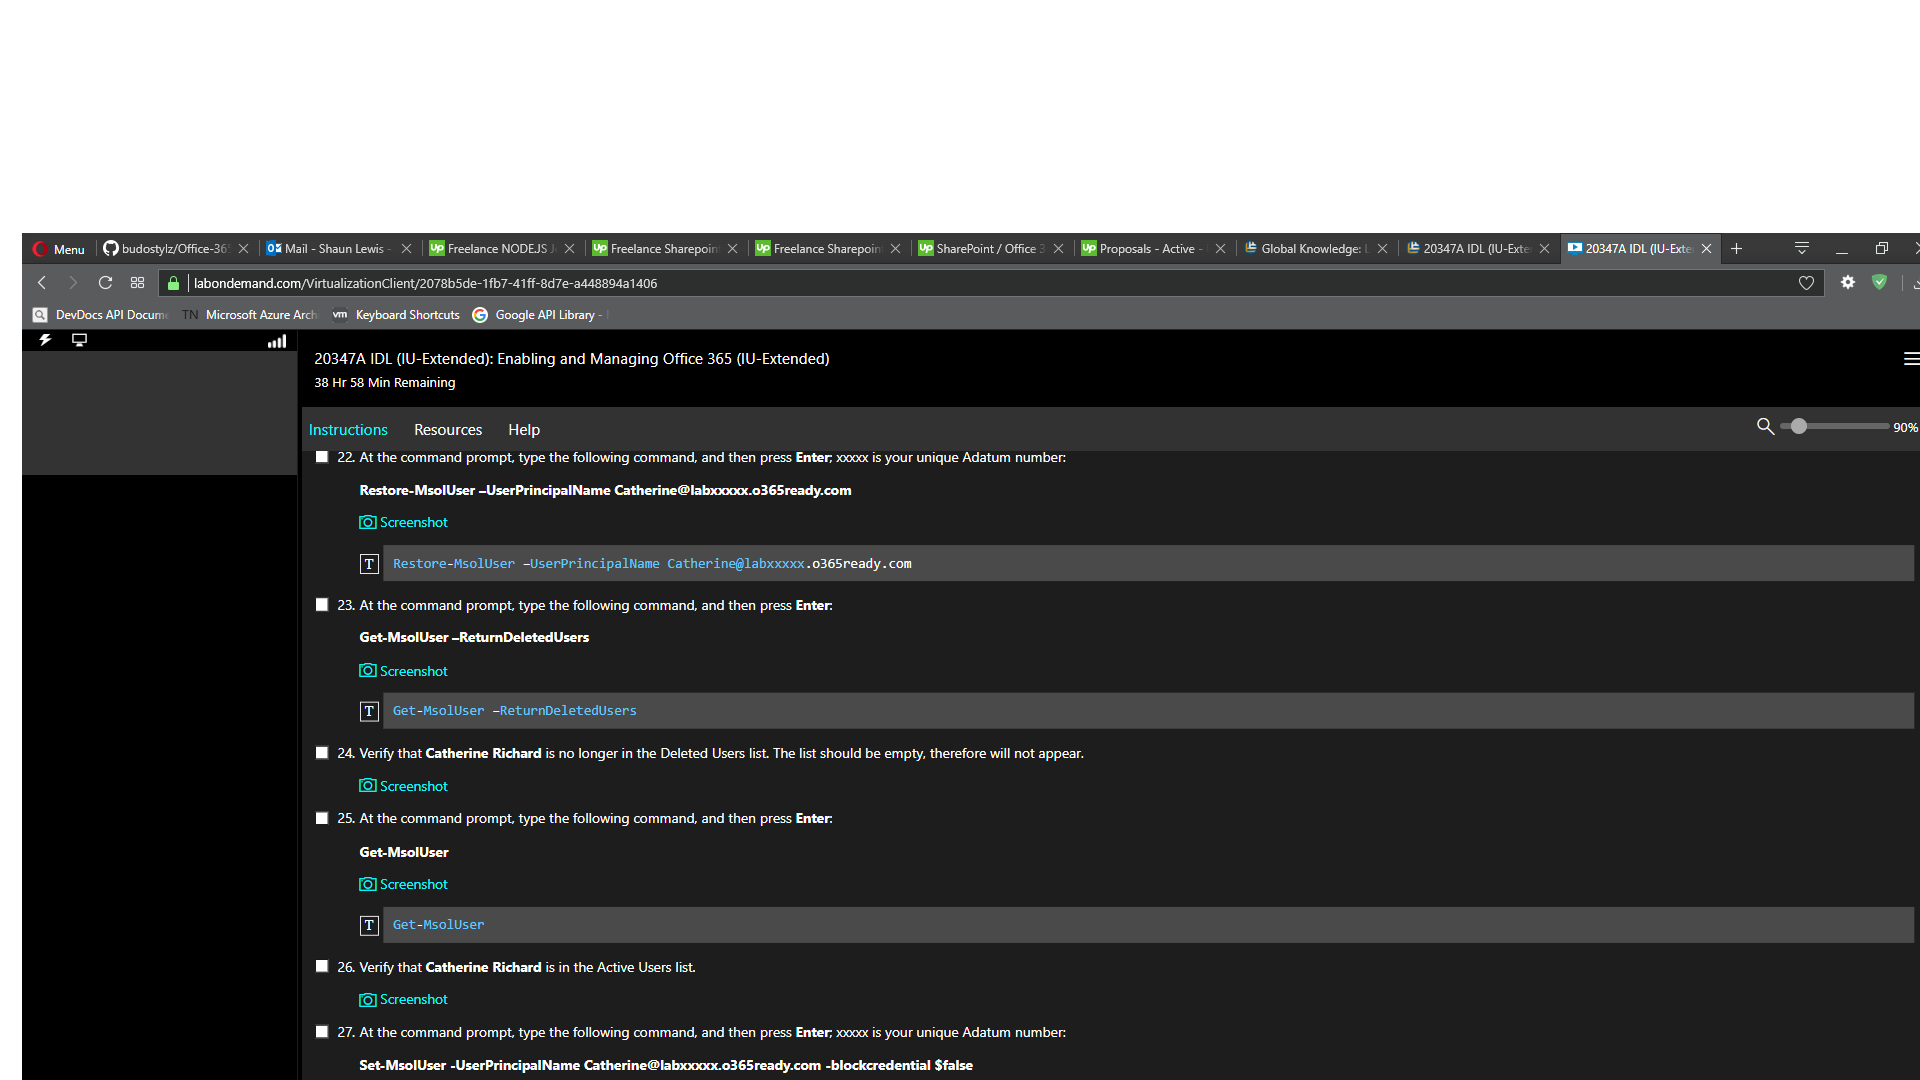 Menu
budostylz/Office-365
Mail - Shaun Lewis -
Freelance NODEJS J
Freelance Sharepoin
Freelance Sharepoint
SharePoint / Office 3
Proposals - Active -
Global Knowledge: L
20347A IDL (IU-Exte
20347A IDL (IU-Exte
labondemand.com/VirtualizationClient/2078b5de-1fb7-41ff-8d7e-a448894a1406
DevDocs API Docume
TN Microsoft Azure Arch
vm Keyboard Shortcuts
Google API Library -
20347A IDL (IU-Extended): Enabling and Managing Office 365 (IU-Extended)
38 Hr 58 Min Remaining
Instructions Resources Help
90%
22. At the command prompt, type the following command, and then press Enter; xxxxx is your unique Adatum number:
Restore-MsolUser –UserPrincipalName Catherine@labxxxxx.o365ready.com
Screenshot
T Restore-MsolUser –UserPrincipalName Catherine@labxxxxx.o365ready.com
23. At the command prompt, type the following command, and then press Enter:
Get-MsolUser –ReturnDeletedUsers
Screenshot
T Get-MsolUser –ReturnDeletedUsers
24. Verify that Catherine Richard is no longer in the Deleted Users list. The list should be empty, therefore will not appear.
Screenshot
25. At the command prompt, type the following command, and then press Enter:
Get-MsolUser
Screenshot
T Get-MsolUser
26. Verify that Catherine Richard is in the Active Users list.
Screenshot
27. At the command prompt, type the following command, and then press Enter; xxxxx is your unique Adatum number:
Set-MsolUser -UserPrincipalName Catherine@labxxxxx.o365ready.com -blockcredential $false